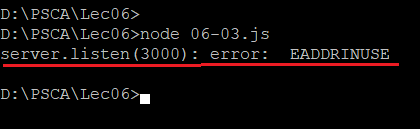 D:\PSCA\Lec06>
D:\PSCA\Lec06>node 06-03.js
server.listen(3000): error:  EADDRINUSE
D:\PSCA\Lec06>